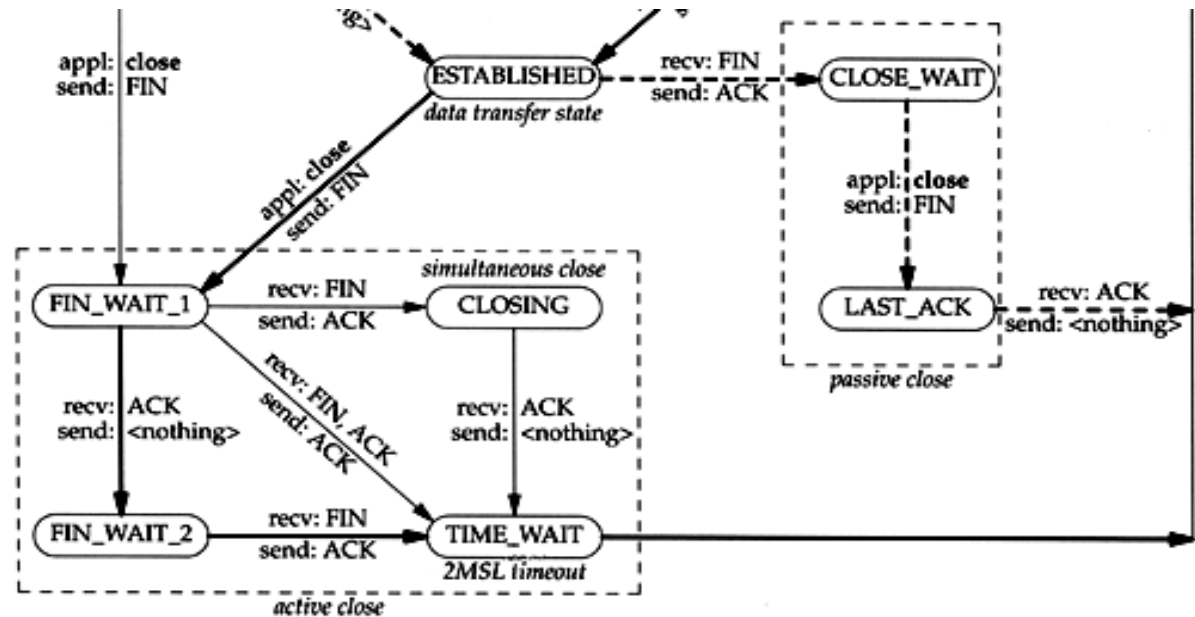 appl: close
send: FIN
ESTABLISHED
data transfer state
recv: FIN
send: ACK
CLOSE_WAIT
appl: close
send: FIN
appl: close
send: FIN
simultaneous close
FIN_WAIT_1
recv: FIN
send: ACK
CLOSING
LAST_ACK
recv: ACK
send: <nothing>
passive close
recv: ACK
send: <nothing>
recv: FIN, ACK
send: ACK
recv: ACK
send: <nothing>
FIN_WAIT_2
recv: FIN
send: ACK
TIME_WAIT
2MSL timeout
active close